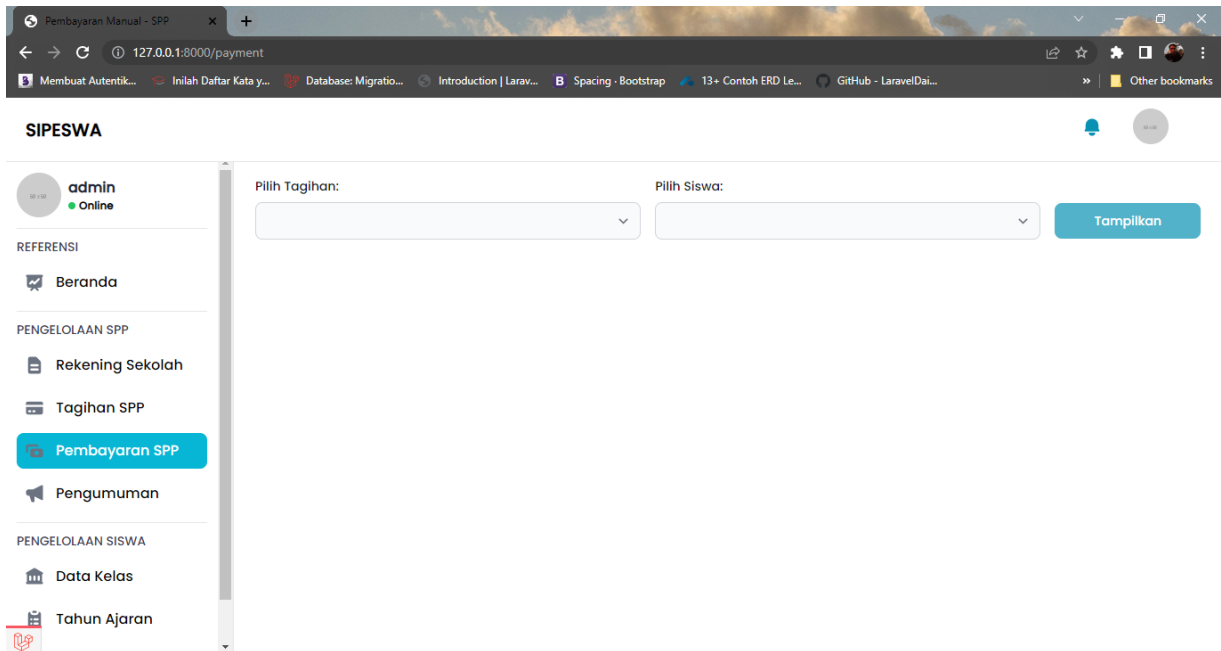 Pembayaran Manual - SPP
127.0.0.1:8000/payment
Membuat Autentik... Inilah Daftar Kata y... Database: Migratio... Introduction | Larav... Spacing · Bootstrap 13+ Contoh ERD Le... GitHub - LaravelDai... » Other bookmarks
SIPESWA
admin
Online
Pilih Tagihan: Pilih Siswa:
Tampilkan
REFERENSI
Beranda
PENGELOLAAN SPP
Rekening Sekolah
Tagihan SPP
Pembayaran SPP
Pengumuman
PENGELOLAAN SISWA
Data Kelas
Tahun Ajaran